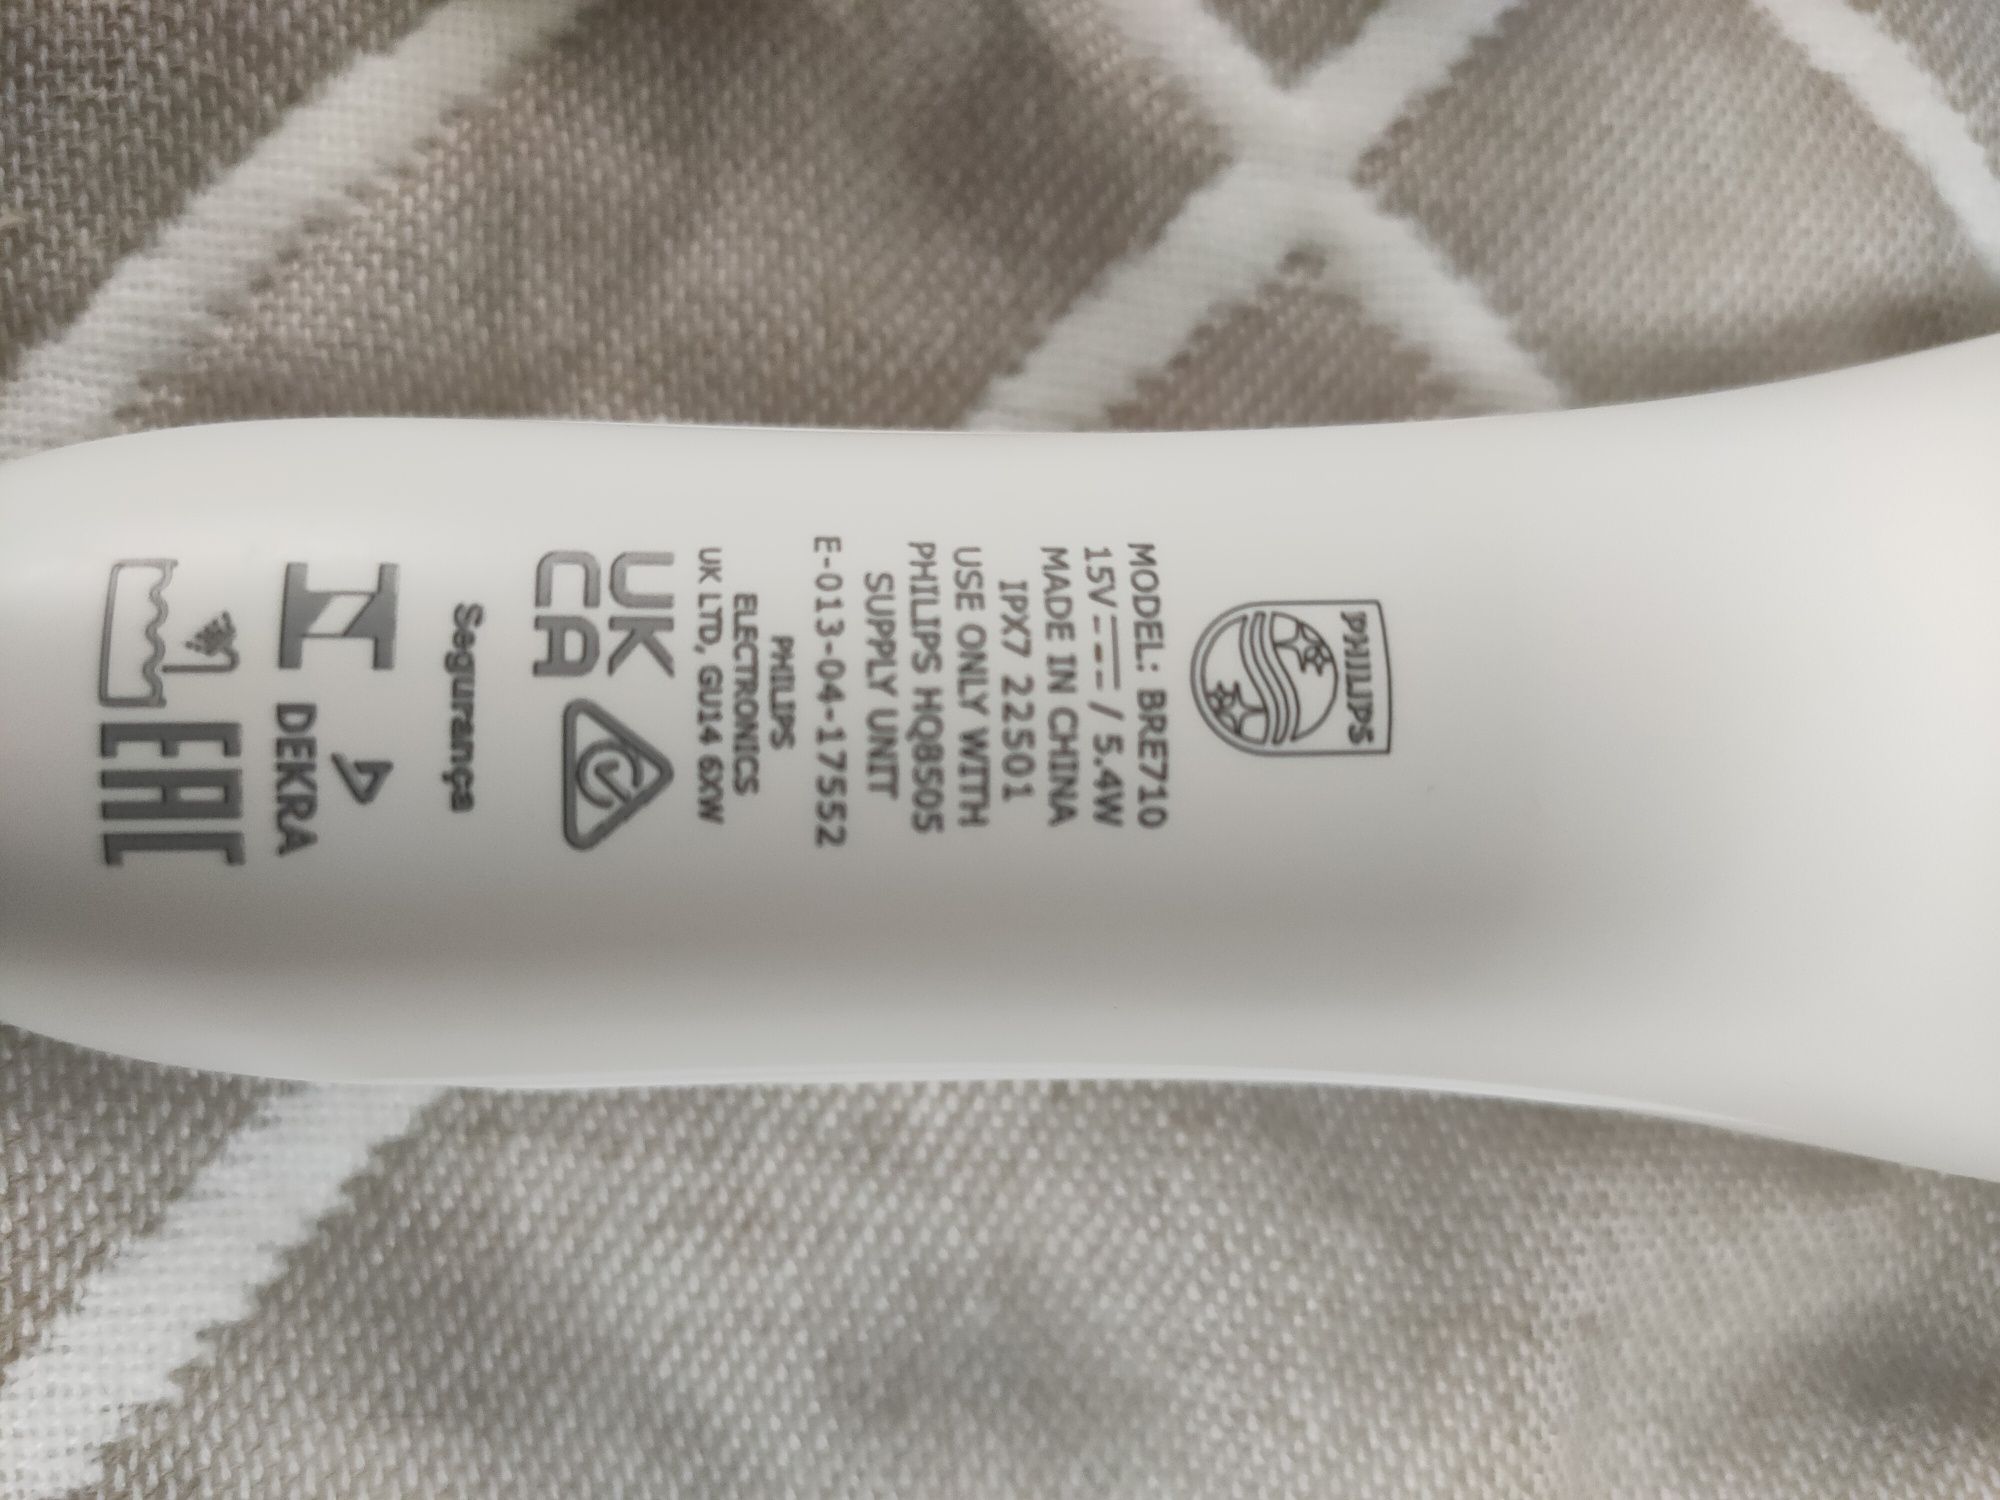 PHILIPS
MODEL: BRE710
15V / 5.4W
MADE IN CHINA
IPX7 222501
USE ONLY WITH
PHILIPS HQ8505
SUPPLY UNIT
E-013-04-17552
PHILIPS
ELECTRONICS
UK LTD, GU14 6XW
UK
CA
Segurança
DEKRA
EAC